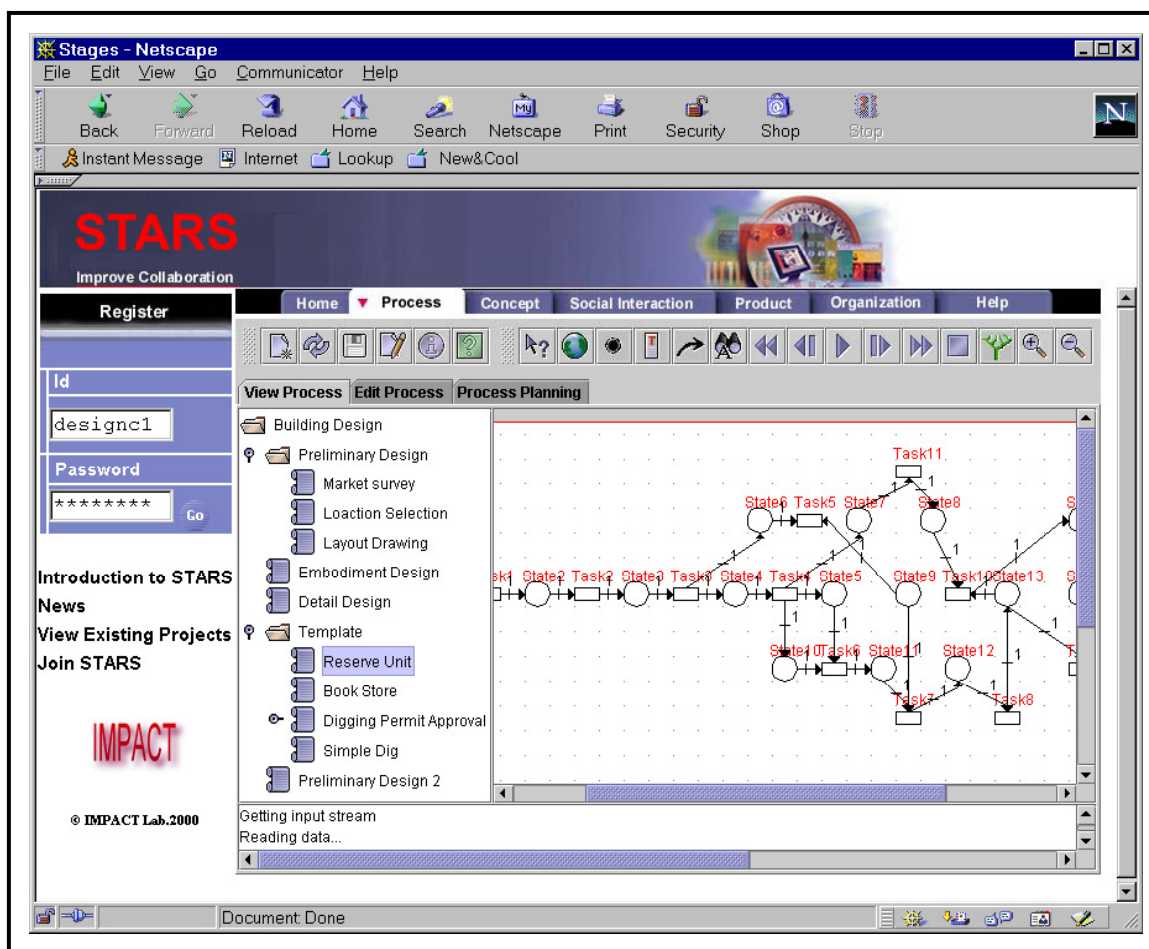 Stages - Netscape
File Edit View Go Communicator Help
Back Forward Reload Home Search Netscape Print Security Shop Stop
My
N
Instant Message Internet Lookup New&Cool
STARS
Improve Collaboration
Register
Home Process Concept Social Interaction Product Organization Help
Id
designc1
Password
********
Go
Introduction to STARS
News
View Existing Projects
Join STARS
IMPACT
© IMPACT Lab.2000
View Process Edit Process Process Planning
Building Design
Preliminary Design
Market survey
Loaction Selection
Layout Drawing
Embodiment Design
Detail Design
Template
Reserve Unit
Book Store
Digging Permit Approval
Simple Dig
Preliminary Design 2
Task11
State6 Task5 State7 State8
sk1 State2 Task2 State3 Task3 State4 Task4 State5 State9 Task12 State13 S
State10 Task6 State11 State12
Task7 Task8
Getting input stream
Reading data...
Document: Done